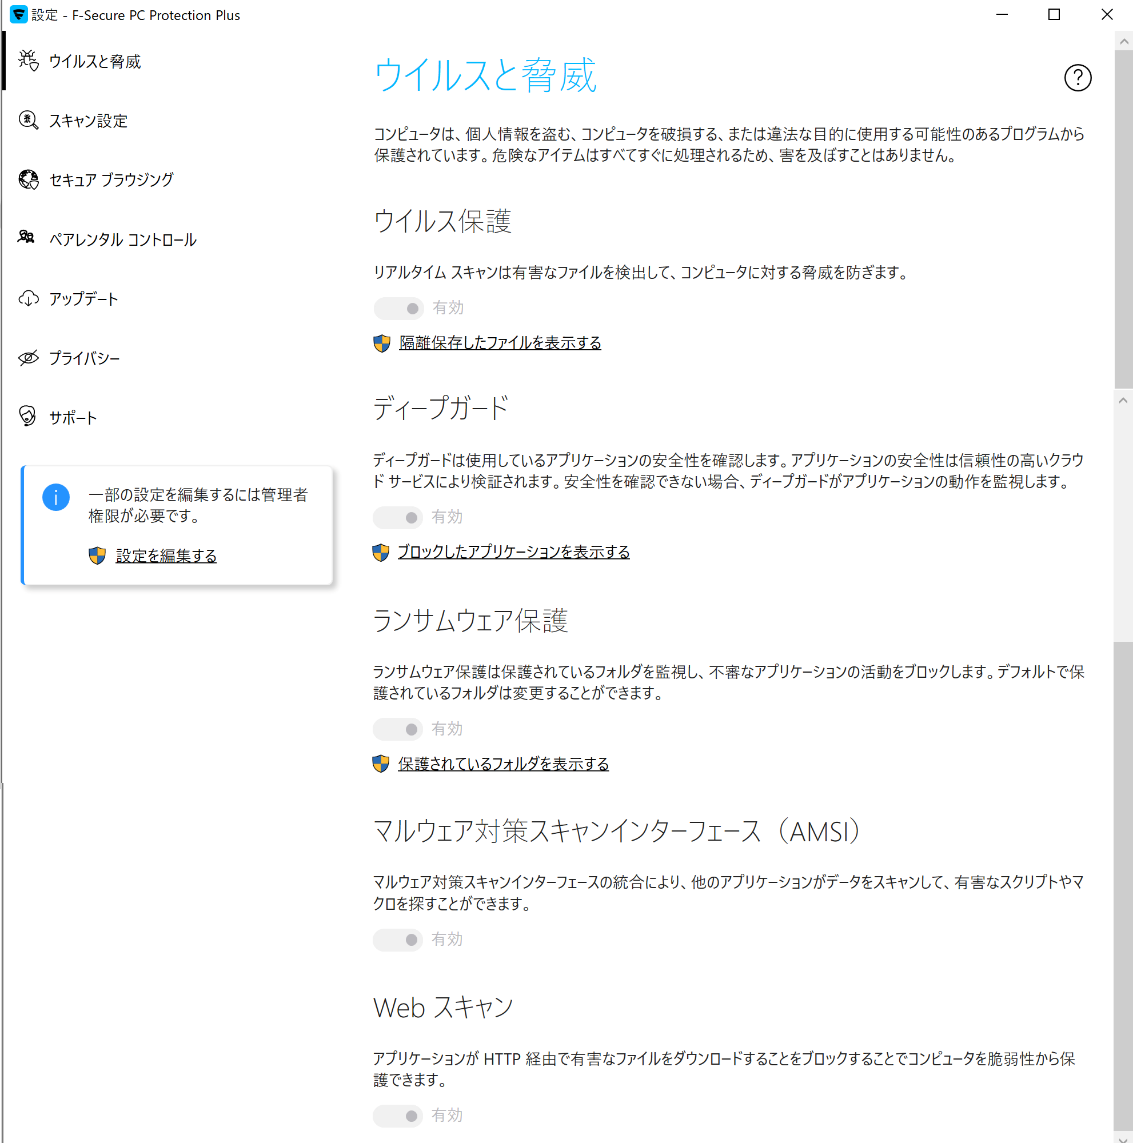 設定 - F-Secure PC Protection Plus
ウイルスと脅威
スキャン設定
セキュア ブラウジング
ペアレンタル コントロール
アップデート
プライバシー
サポート
一部の設定を編集するには管理者
権限が必要です。
設定を編集する
ウイルスと脅威
コンピュータは、個人情報を盗む、コンピュータを破損する、または違法な目的に使用する可能性のあるプログラムから
保護されています。危険なアイテムはすべてすぐに処理されるため、害を及ぼすことはありません。
ウイルス保護
リアルタイム スキャンは有害なファイルを検出して、コンピュータに対する脅威を防ぎます。
有効
隔離保存したファイルを表示する
ディープガード
ディープガードは使用しているアプリケーションの安全性を確認します。アプリケーションの安全性は信頼性の高いクラウ
ド サービスにより検証されます。安全性を確認できない場合、ディープガードがアプリケーションの動作を監視します。
有効
ブロックしたアプリケーションを表示する
ランサムウェア保護
ランサムウェア保護は保護されているフォルダを監視し、不審なアプリケーションの活動をブロックします。デフォルトで保
護されているフォルダは変更することができます。
有効
保護されているフォルダを表示する
マルウェア対策スキャンインターフェース（AMSI）
マルウェア対策スキャンインターフェースの統合により、他のアプリケーションがデータをスキャンして、有害なスクリプトやマ
クロを探すことができます。
有効
Web スキャン
アプリケーションが HTTP 経由で有害なファイルをダウンロードすることをブロックすることでコンピュータを脆弱性から保
護できます。
有効